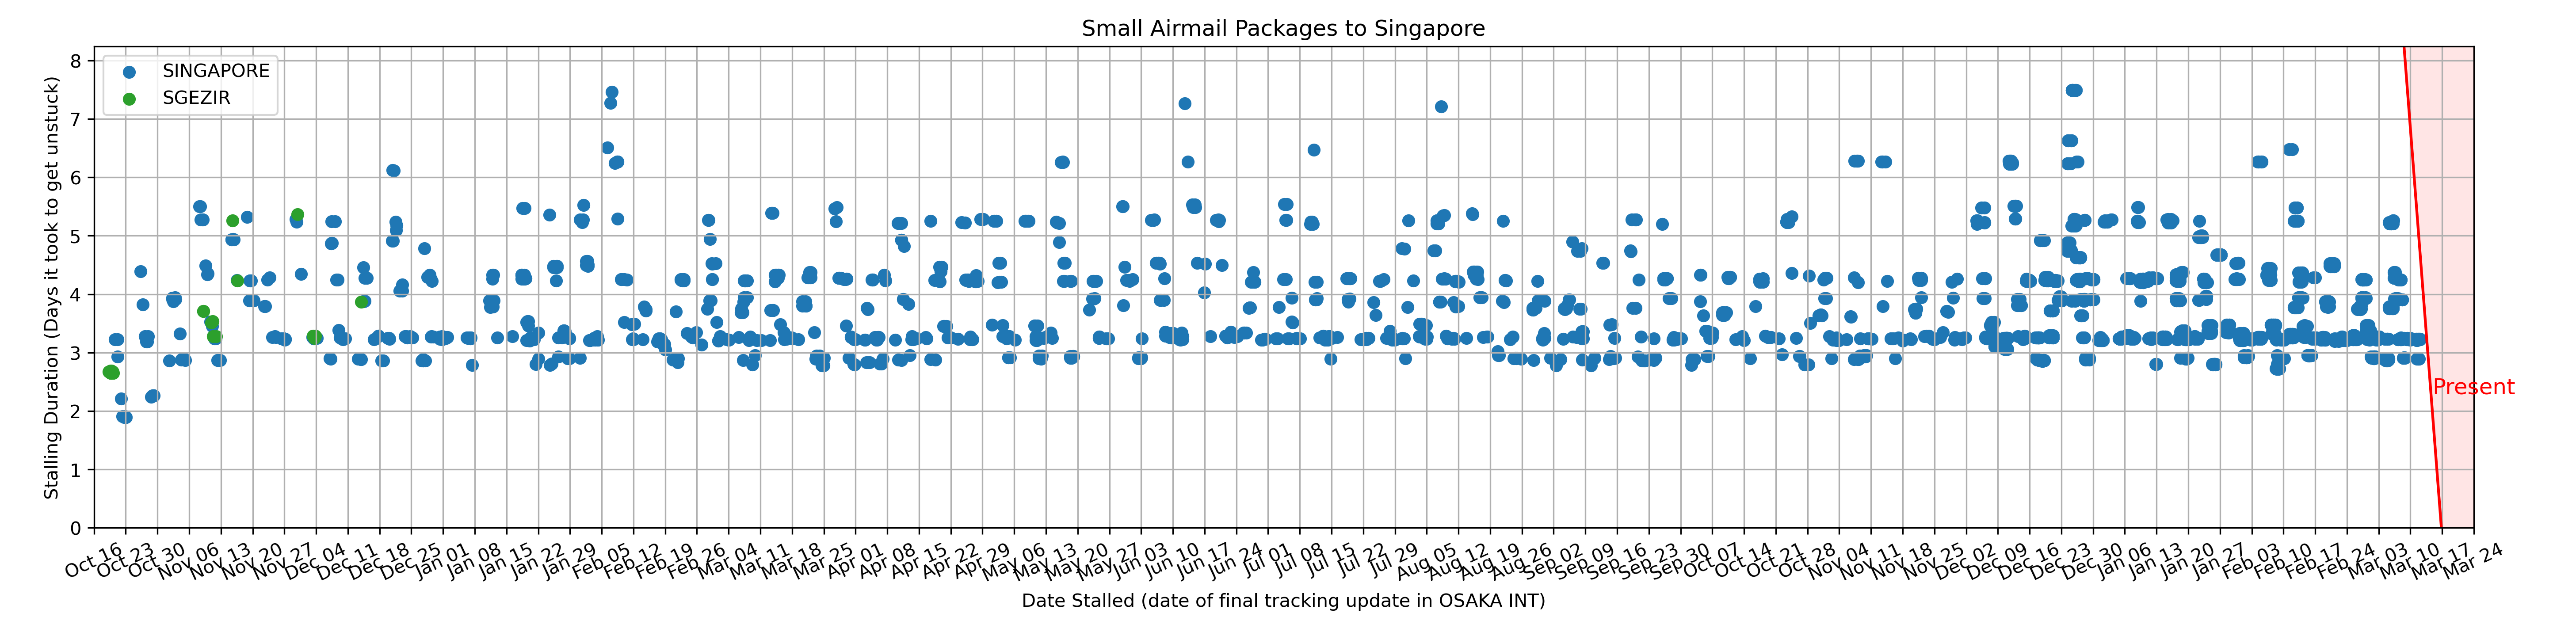 Small Airmail Packages to Singapore
SINGAPORE
SGEZIR
Stalling Duration (Days it took to get unstuck)
8
7
6
5
4
3
2
1
0
Present
Oct 16 Oct 23 Oct 30 Nov 06 Nov 13 Nov 20 Nov 27 Dec 04 Dec 11 Dec 18 Dec 25 Jan 01 Jan 08 Jan 15 Jan 22 Jan 29 Feb 05 Feb 12 Feb 19 Feb 26 Mar 04 Mar 11 Mar 18 Mar 25 Apr 01 Apr 08 Apr 15 Apr 22 Apr 29 May 06 May 13 May 20 May 27 Jun 03 Jun 10 Jun 17 Jun 24 Jul 01 Jul 08 Jul 15 Jul 22 Jul 29 Aug 05 Aug 12 Aug 19 Aug 26 Sep 02 Sep 09 Sep 16 Sep 23 Sep 30 Oct 07 Oct 14 Oct 21 Oct 28 Nov 04 Nov 11 Nov 18 Nov 25 Dec 02 Dec 09 Dec 16 Dec 23 Dec 30 Jan 06 Jan 13 Jan 20 Jan 27 Feb 03 Feb 10 Feb 17 Feb 24 Mar 03 Mar 10 Mar 17 Mar 24
Date Stalled (date of final tracking update in OSAKA INT)